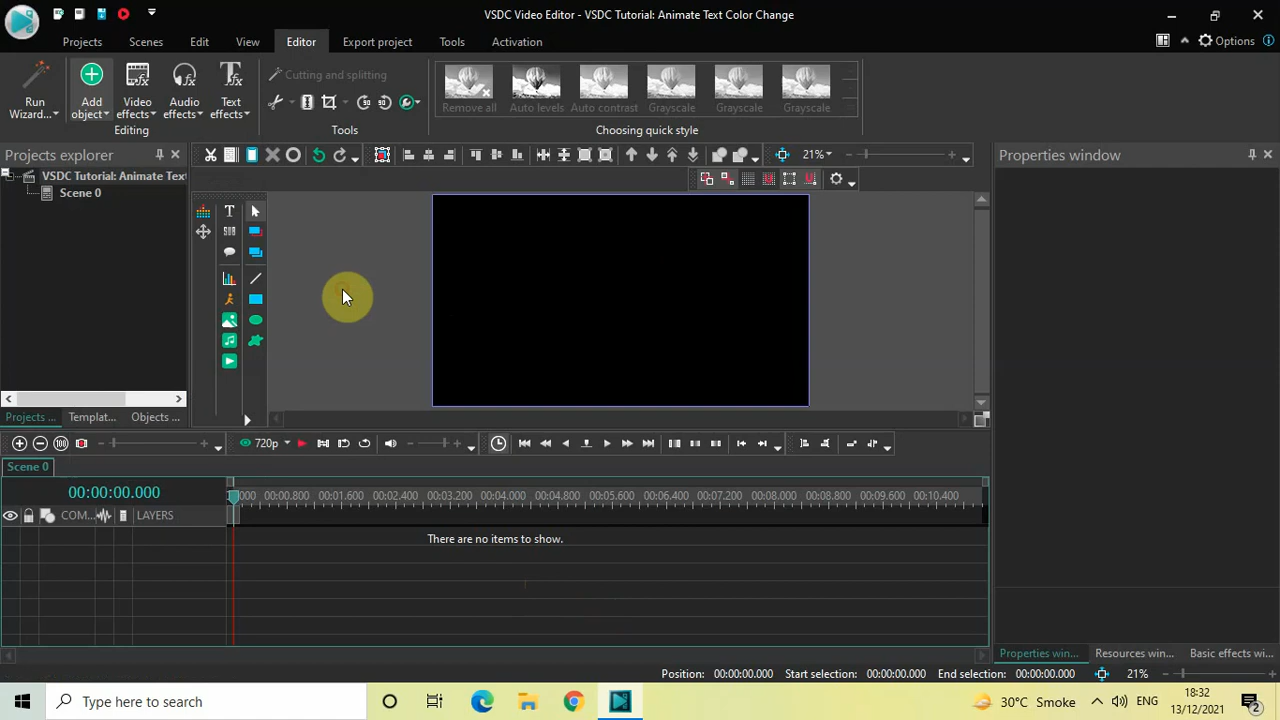 VSDC Video Editor - VSDC Tutorial: Animate Text Color Change
Projects Scenes Edit View Editor Export project Tools Activation
Options
Run
Wizard...
Add
object
Video
effects
Audio
effects
Text
effects
Editing
Cutting and splitting
Tools
Remove all Auto levels Auto contrast Grayscale Grayscale Grayscale
Choosing quick style
Projects explorer
VSDC Tutorial: Animate Text
Scene 0
Projects ... Templat... Objects ...
21%
Properties window
T
SUB
720p
Scene 0
00:00:00.000
COM... LAYERS
.000 00:00.800 00:01.600 00:02.400 00:03.200 00:04.000 00:04.800 00:05.600 00:06.400 00:07.200 00:08.000 00:08.800 00:09.600 00:10.400
There are no items to show.
Properties win... Resources win... Basic effects wi...
Position: 00:00:00.000 Start selection: 00:00:00.000 End selection: 00:00:00.000 21%
Type here to search
30°C Smoke
ENG
18:32
13/12/2021
2